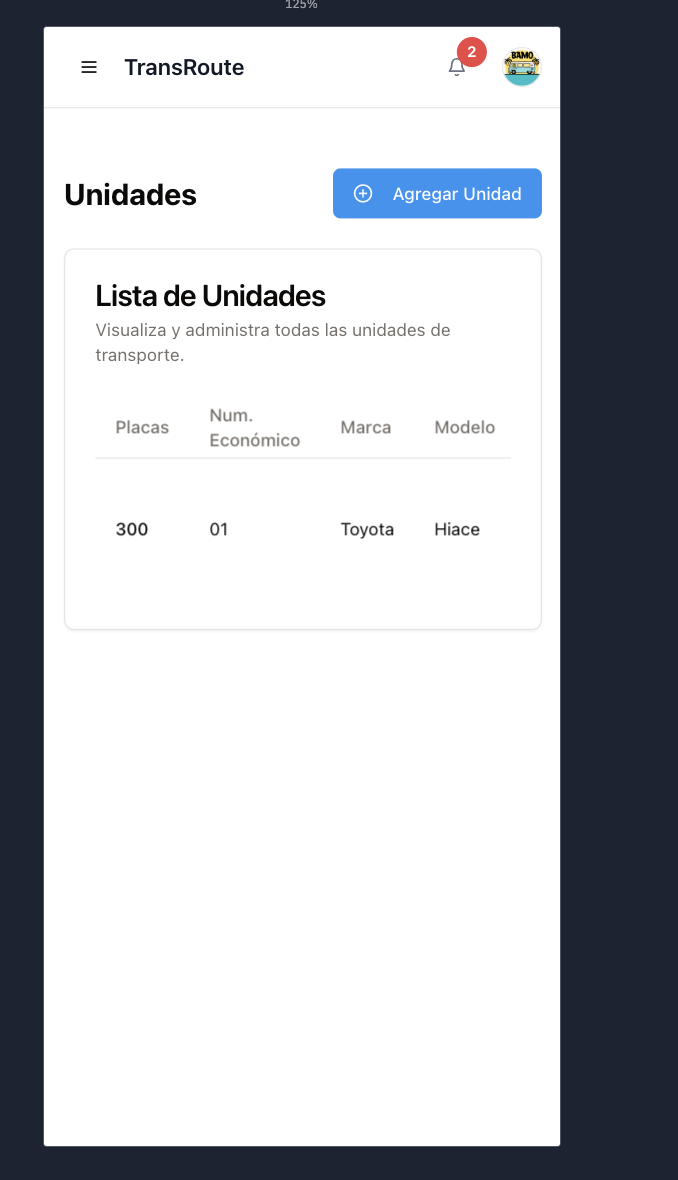 125%
TransRoute
2
BAMO
Unidades
Agregar Unidad
Lista de Unidades
Visualiza y administra todas las unidades de
transporte.
Placas Num. Económico Marca Modelo
300 01 Toyota Hiace